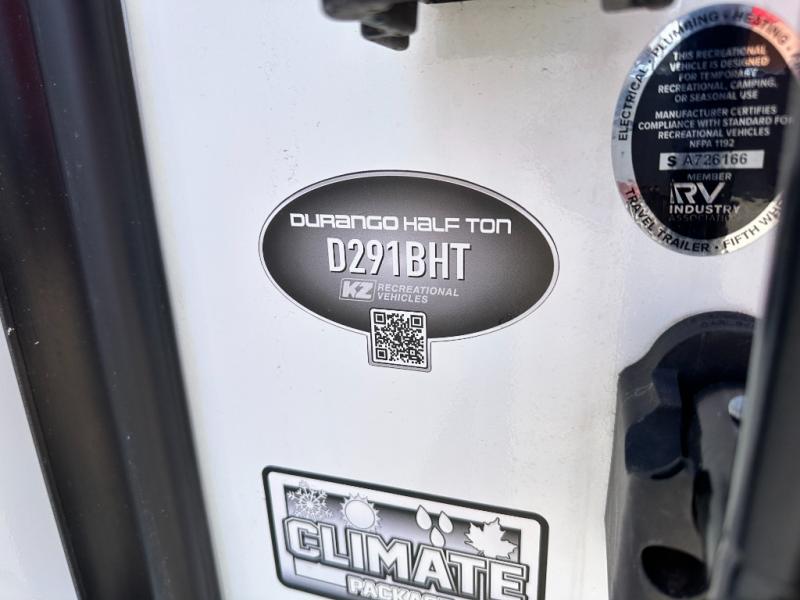 ELECTRICAL • PLUMBING • HEATING •
THIS RECREATIONAL
VEHICLE IS DESIGNED
FOR TEMPORARY
RECREATIONAL, CAMPING,
OR SEASONAL USE
MANUFACTURER CERTIFIES
COMPLIANCE WITH STANDARD FOR
RECREATIONAL VEHICLES
NFPA 1192
S A726166
MEMBER
RV
INDUSTRY
ASSOCIATION
TRAVEL TRAILER • FIFTH WH
DURANGO HALF TON
D291BHT
KZ RECREATIONAL
VEHICLES
CLIMATE
PACKAG